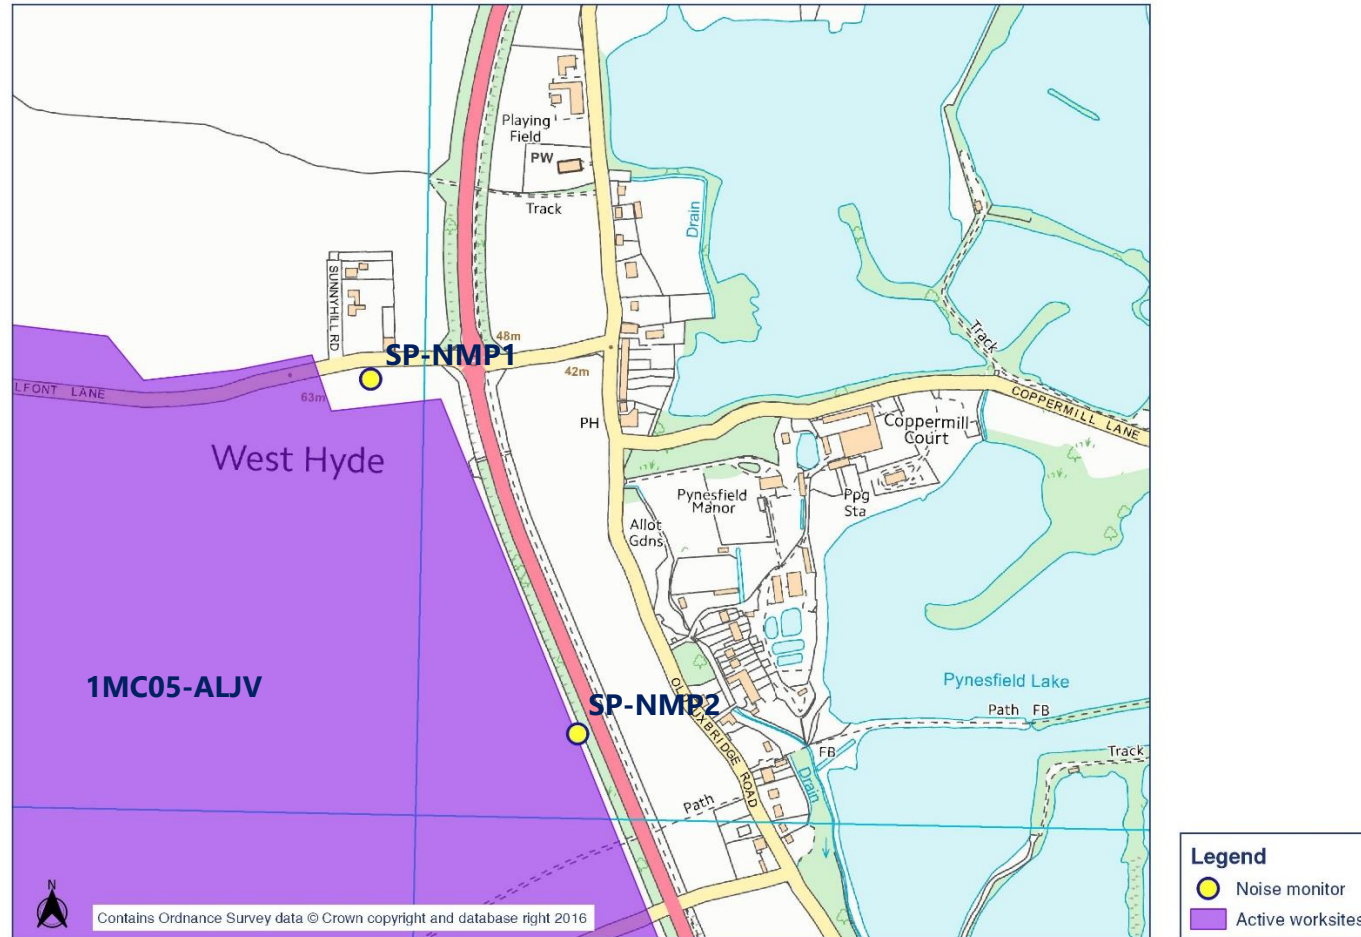 Playing
Field
PW
Track
Drain
SUNNYHILL RD
48m
SP-NMP1
42m
Track
LFONT LANE
63m
COPPERMILL LANE
PH
Coppermill
Court
West Hyde
Pynesfield
Manor
Ppg
Sta
Allot
Gdns
1MC05-ALJV
SP-NMP2
Pynesfield Lake
Path FB
UXBRIDGE ROAD
FB
Track
Drain
Path
N
Contains Ordnance Survey data © Crown copyright and database right 2016
Legend
Noise monitor
Active worksites